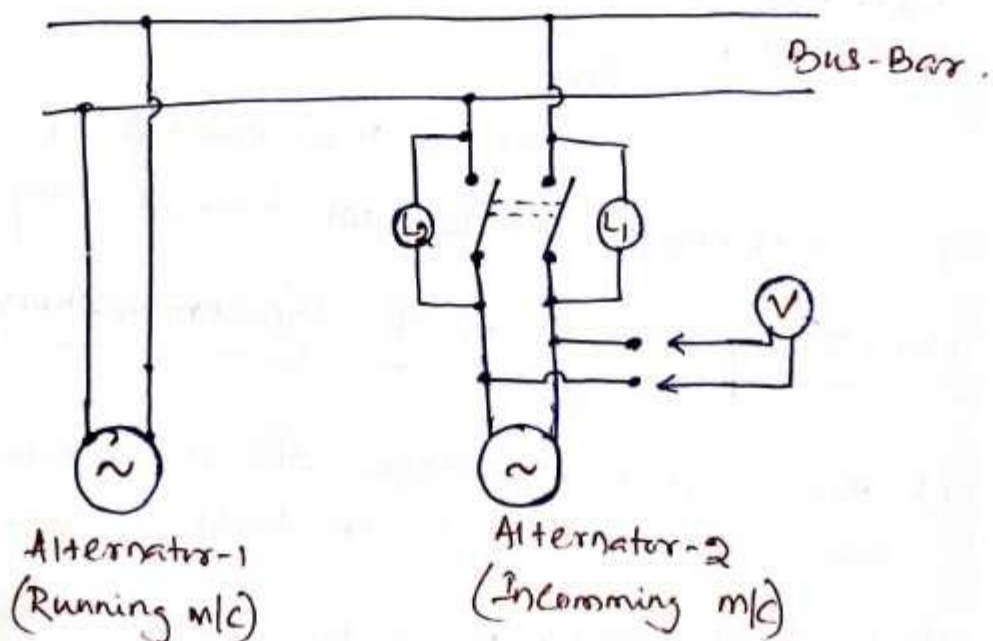 Bus-Bar.
L2
L1
V
~
~
Alternator-1
(Running m/c)
Alternator-2
(Incomming m/c)